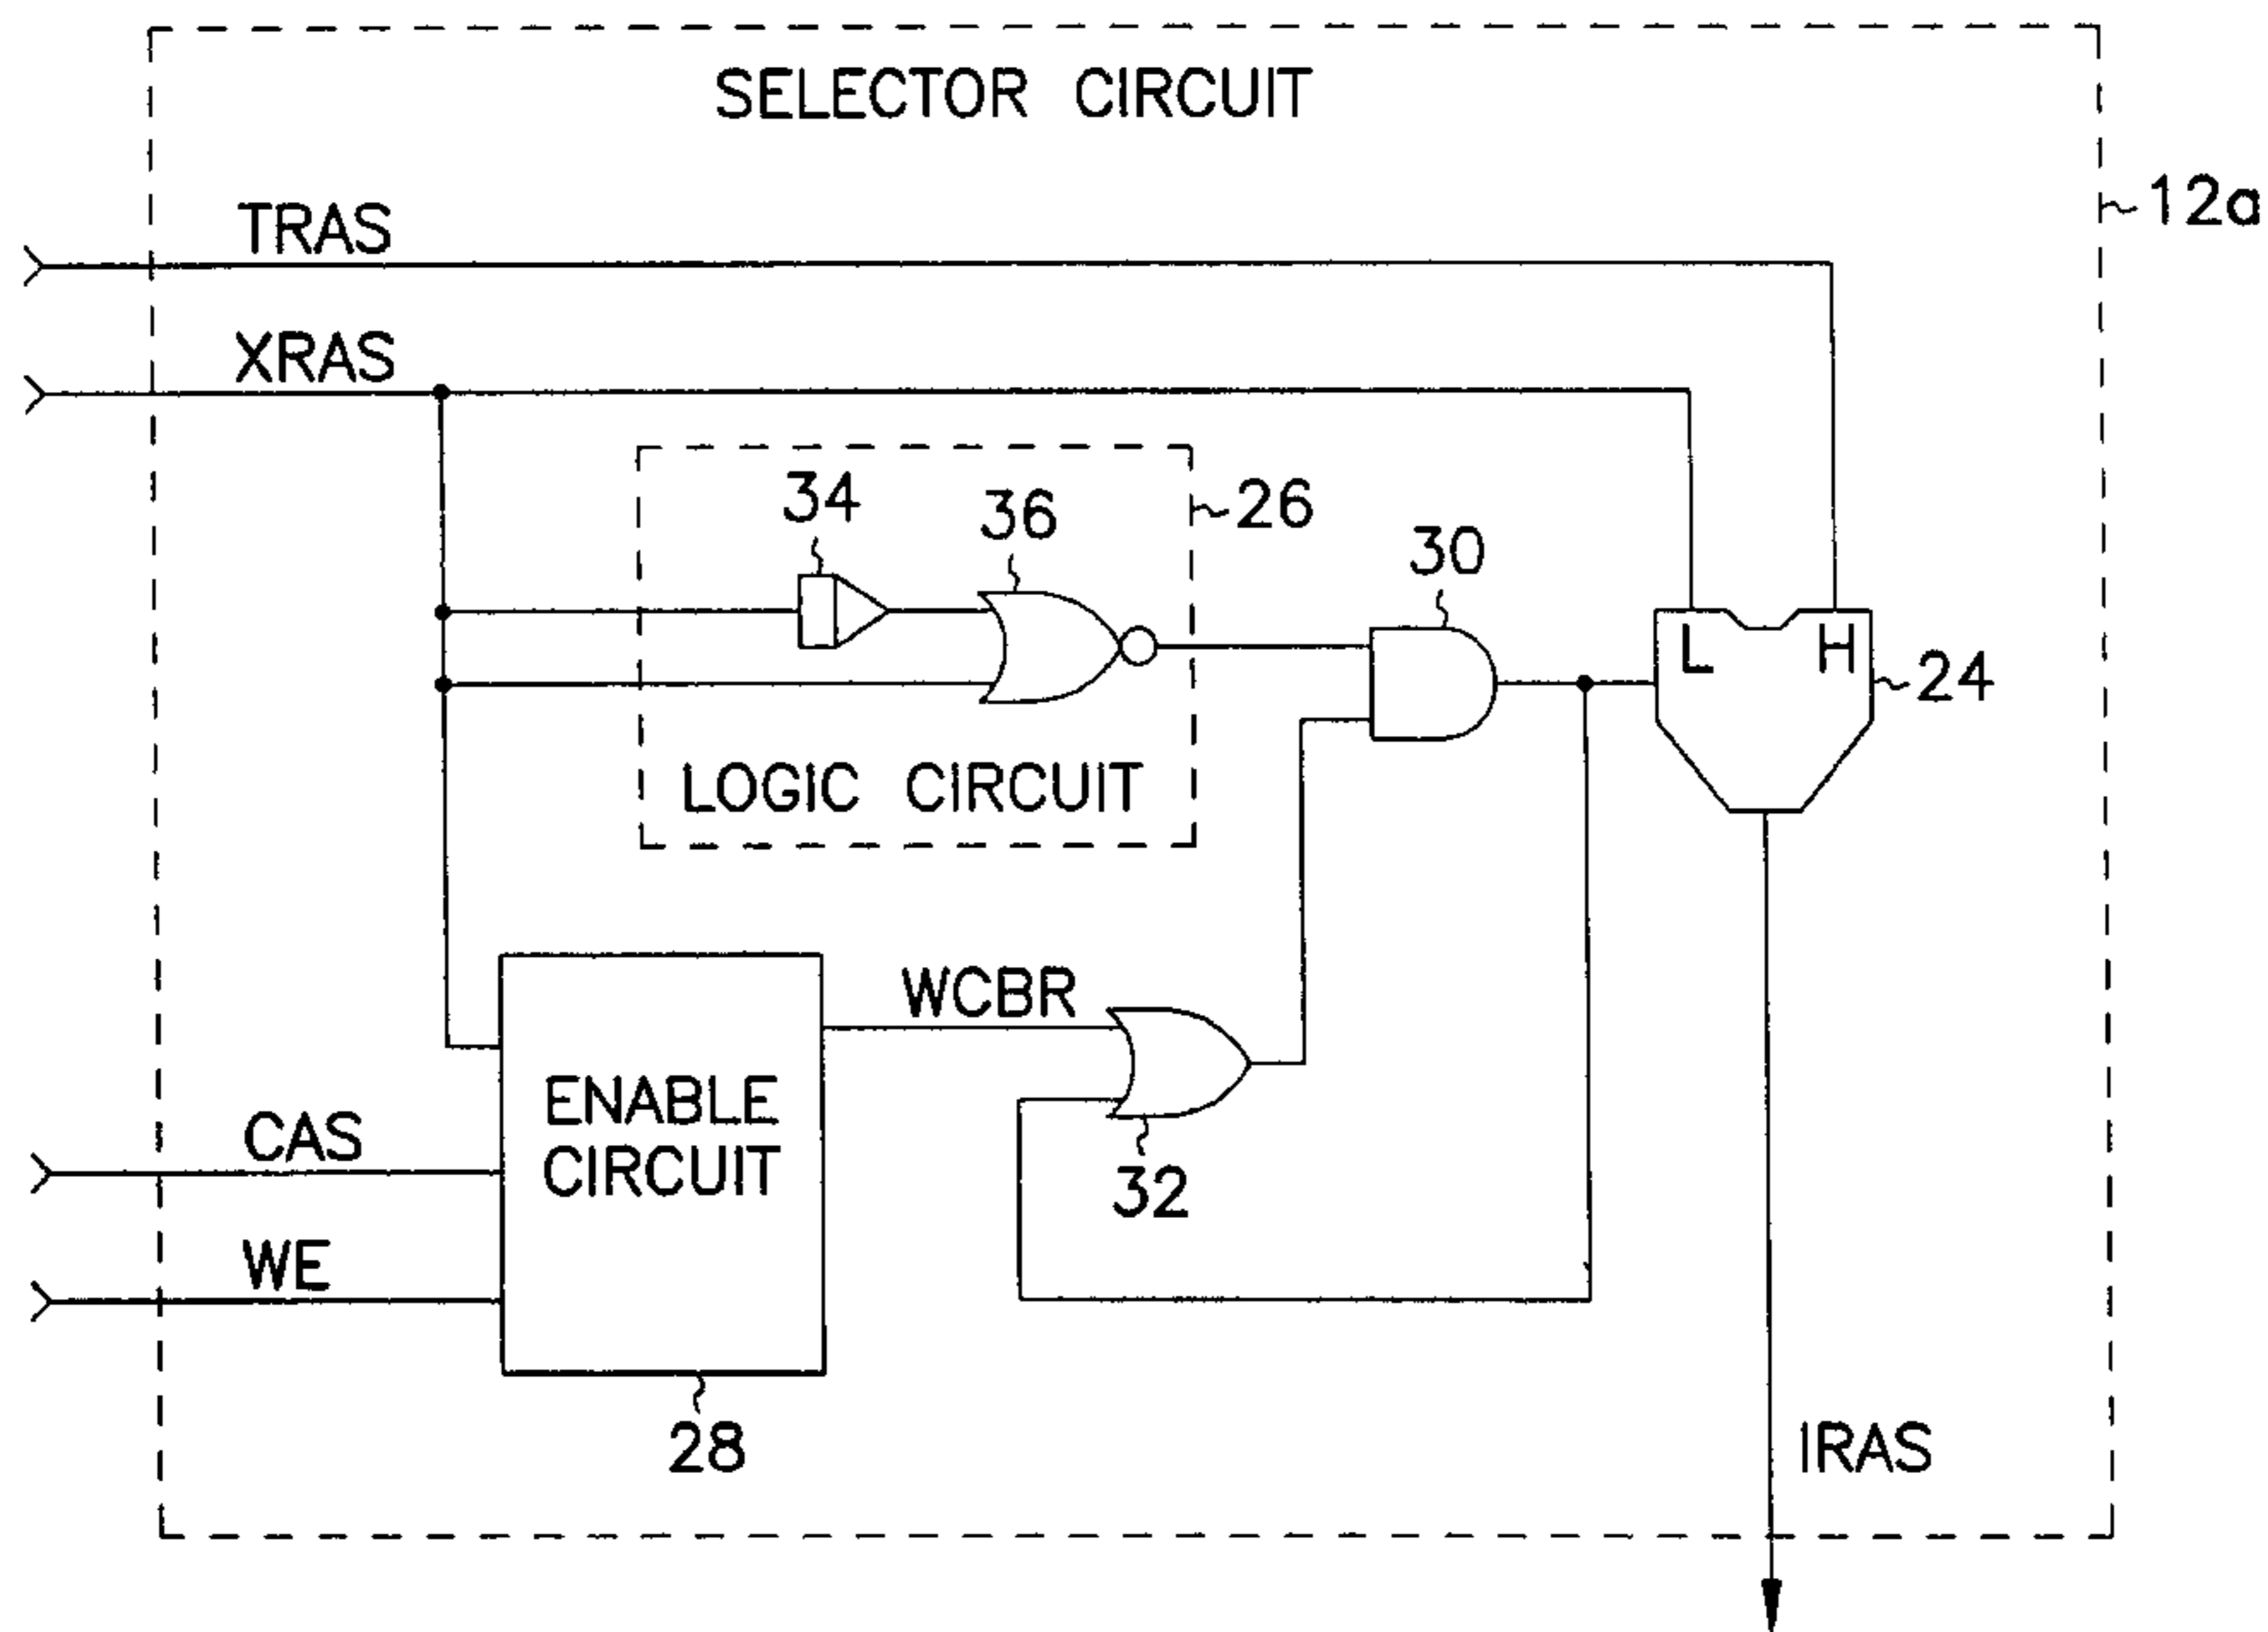 SELECTOR CIRCUIT
12a
TRAS
XRAS
34
36
26
30
L H
24
LOGIC CIRCUIT
WCBR
ENABLE
CIRCUIT
CAS
32
WE
28
IRAS